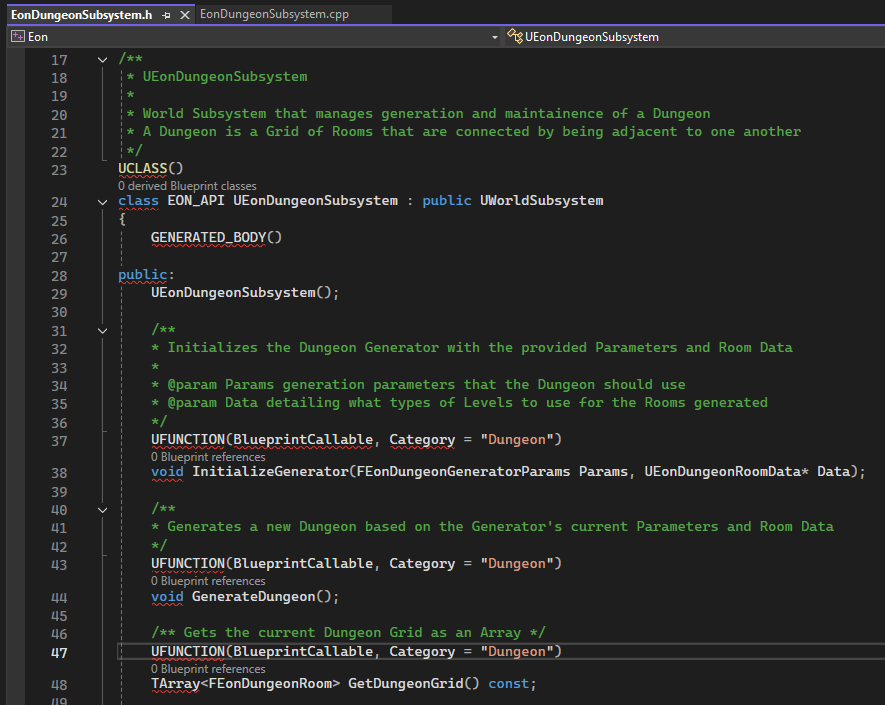 EonDungeonSubsystem.h EonDungeonSubsystem.cpp
Eon UEonDungeonSubsystem
17 /**
18 * UEonDungeonSubsystem
19 *
20 * World Subsystem that manages generation and maintainence of a Dungeon
21 * A Dungeon is a Grid of Rooms that are connected by being adjacent to one another
22 */
23 UCLASS()
0 derived Blueprint classes
24 class EON_API UEonDungeonSubsystem : public UWorldSubsystem
25 {
26 GENERATED_BODY()
27
28 public:
29 UEonDungeonSubsystem();
30
31 /**
32 * Initializes the Dungeon Generator with the provided Parameters and Room Data
33 *
34 * @param Params generation parameters that the Dungeon should use
35 * @param Data detailing what types of Levels to use for the Rooms generated
36 */
37 UFUNCTION(BlueprintCallable, Category = "Dungeon")
0 Blueprint references
38 void InitializeGenerator(FEonDungeonGeneratorParams Params, UEonDungeonRoomData* Data);
39
40 /**
41 * Generates a new Dungeon based on the Generator's current Parameters and Room Data
42 */
43 UFUNCTION(BlueprintCallable, Category = "Dungeon")
0 Blueprint references
44 void GenerateDungeon();
45
46 /** Gets the current Dungeon Grid as an Array */
47 UFUNCTION(BlueprintCallable, Category = "Dungeon")
0 Blueprint references
48 TArray<FEonDungeonRoom> GetDungeonGrid() const;
49